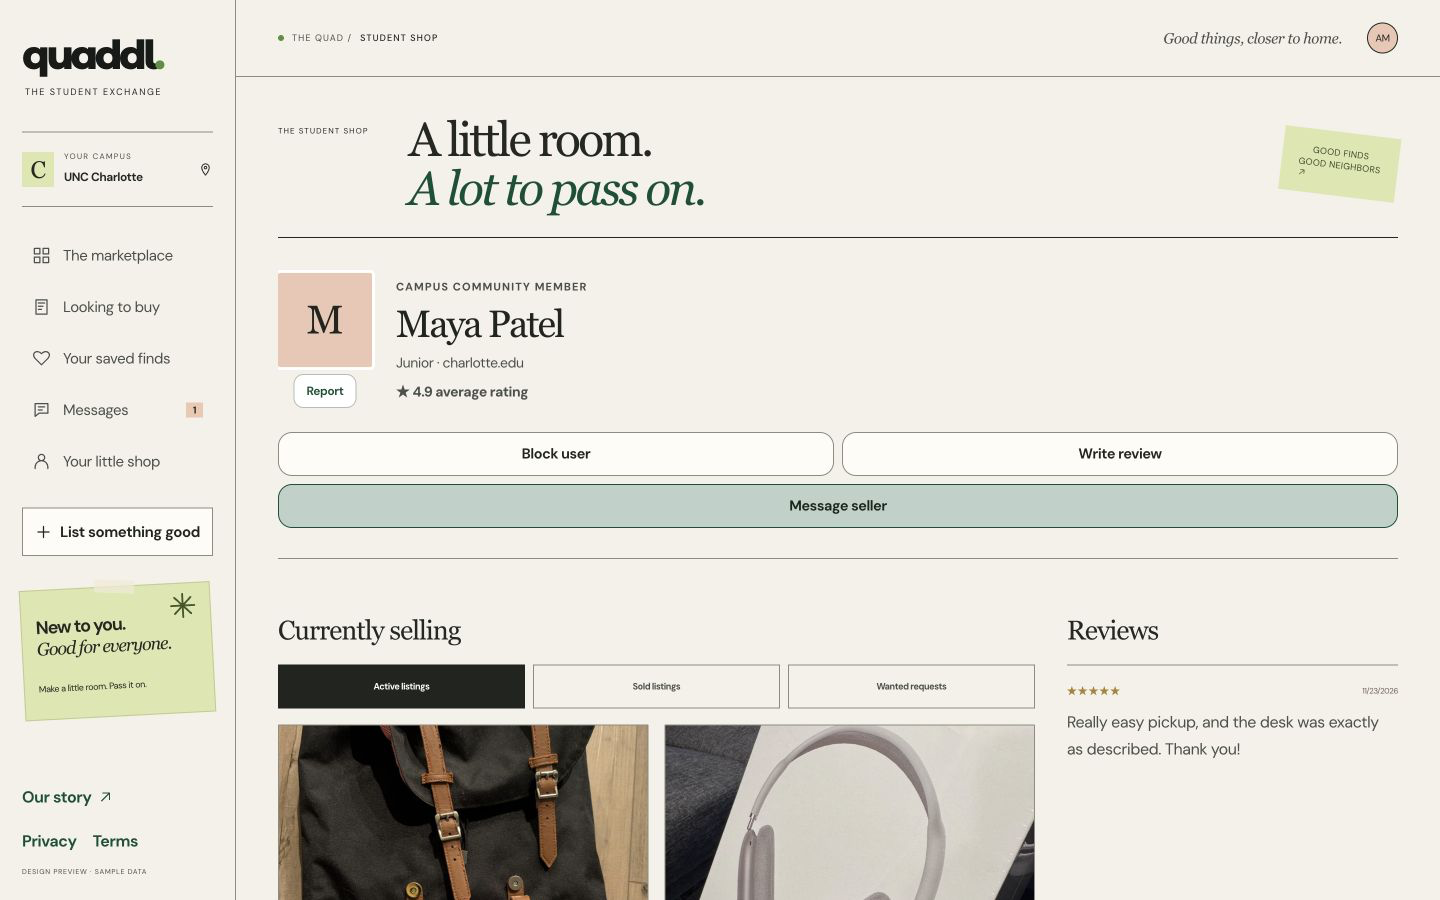 quaddl.
THE STUDENT EXCHANGE
C
YOUR CAMPUS
UNC Charlotte
The marketplace
Looking to buy
Your saved finds
Messages 1
Your little shop
+ List something good
New to you.
Good for everyone.
Make a little room. Pass it on.
Our story ↗
Privacy Terms
DESIGN PREVIEW · SAMPLE DATA
THE QUAD / STUDENT SHOP
Good things, closer to home.
AM
THE STUDENT SHOP
A little room.
A lot to pass on.
GOOD FINDS
GOOD NEIGHBORS
↗
M
Report
CAMPUS COMMUNITY MEMBER
Maya Patel
Junior · charlotte.edu
★ 4.9 average rating
Block user
Write review
Message seller
Currently selling
Active listings
Sold listings
Wanted requests
Reviews
★★★★★ 11/23/2026
Really easy pickup, and the desk was exactly
as described. Thank you!